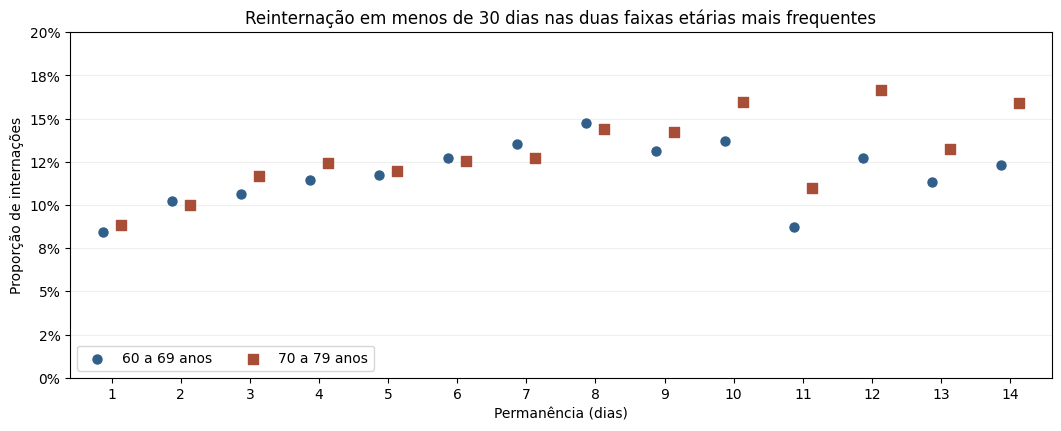 Reinternação em menos de 30 dias nas duas faixas etárias mais frequentes
Proporção de internações
20%
18%
15%
12%
10%
8%
5%
2%
0%
60 a 69 anos
70 a 79 anos
1 2 3 4 5 6 7 8 9 10 11 12 13 14
Permanência (dias)